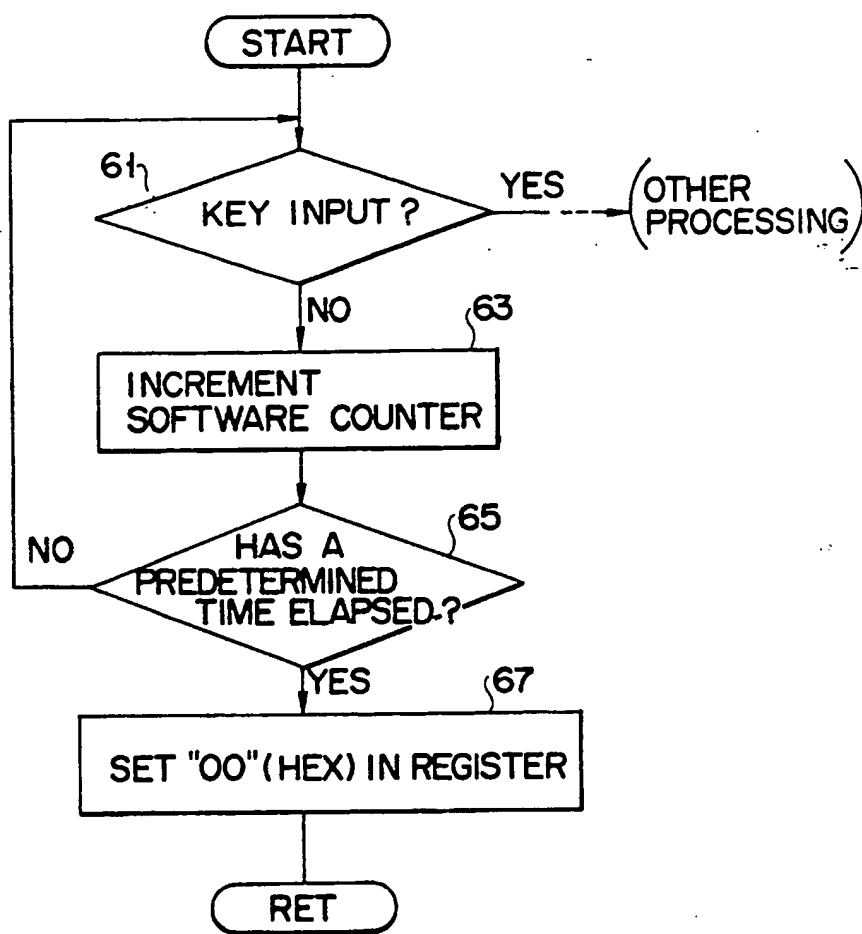 START
61
KEY INPUT?
YES
(OTHER
PROCESSING)
NO
63
INCREMENT
SOFTWARE COUNTER
65
NO
HAS A
PREDETERMINED
TIME ELAPSED?
YES
67
SET "00" (HEX) IN REGISTER
RET